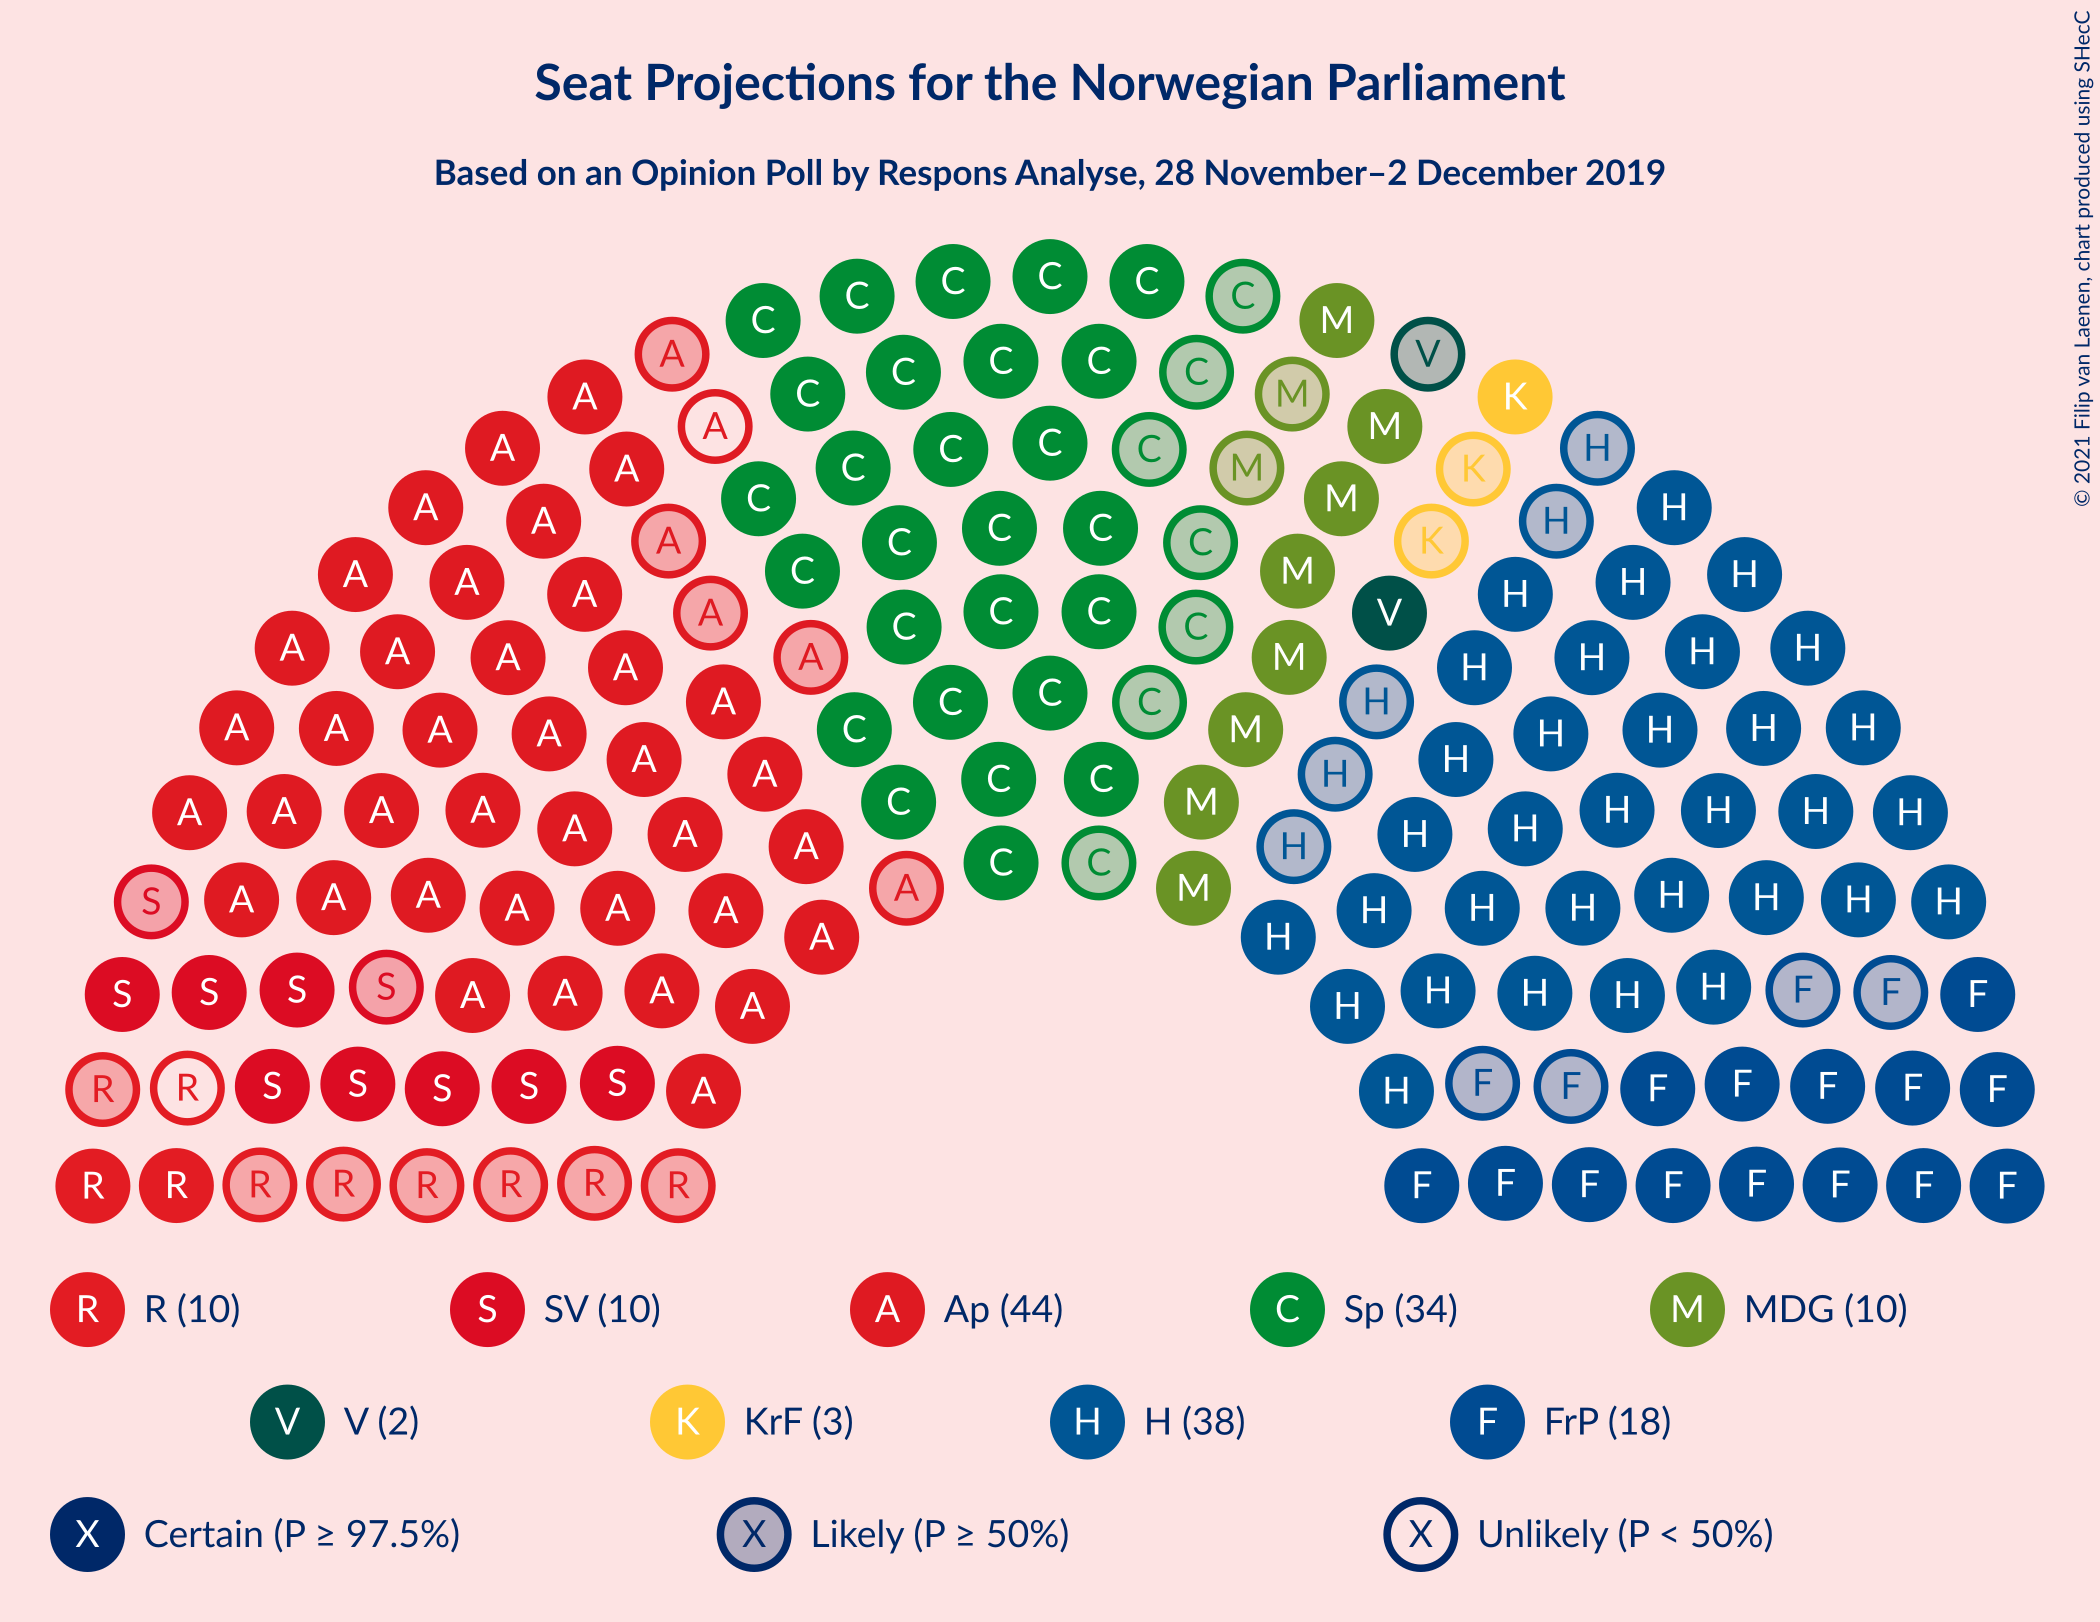 Seat Projections for the Norwegian Parliament
Based on an Opinion Poll by Respons Analyse, 28 November–2 December 2019
© 2021 Filip van Laenen, chart produced using SHecC
C C C C C C
A C M V
A C C C C C M K
A A C M H
A A C C C C C M K H
A A A C M H H
A A A C C C C C M K H H H
A A A A C C C C C M V H H H
A A A A A C C C C M H H H H H
A A A A A A C C C C M H H H H H H
A A A A A A A C C M H H H H H H H
S A A A A A A A A C C M H H H H H H H H
S S S S A A A A H H H H H F F F
R R S S S S S A H F F F F F F F
R R R R R R R R F F F F F F F F
R R (10) S SV (10) A Ap (44) C Sp (34) M MDG (10)
V V (2) K KrF (3) H H (38) F FrP (18)
X Certain (P ≥ 97.5%) X Likely (P ≥ 50%) X Unlikely (P < 50%)